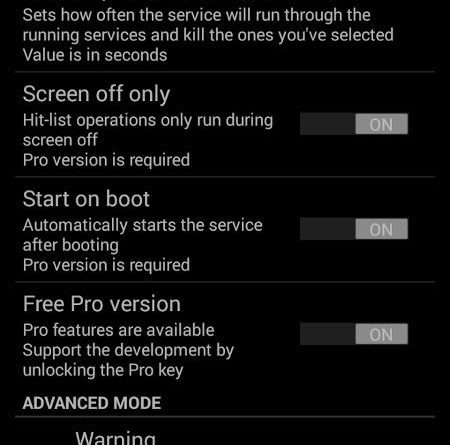 Sets how often the service will run through the
running services and kill the ones you've selected
Value is in seconds
Screen off only
Hit-list operations only run during
screen off
Pro version is required
ON
Start on boot
Automatically starts the service
after booting
Pro version is required
ON
Free Pro version
Pro features are available
Support the development by
unlocking the Pro key
ON
ADVANCED MODE
Warning